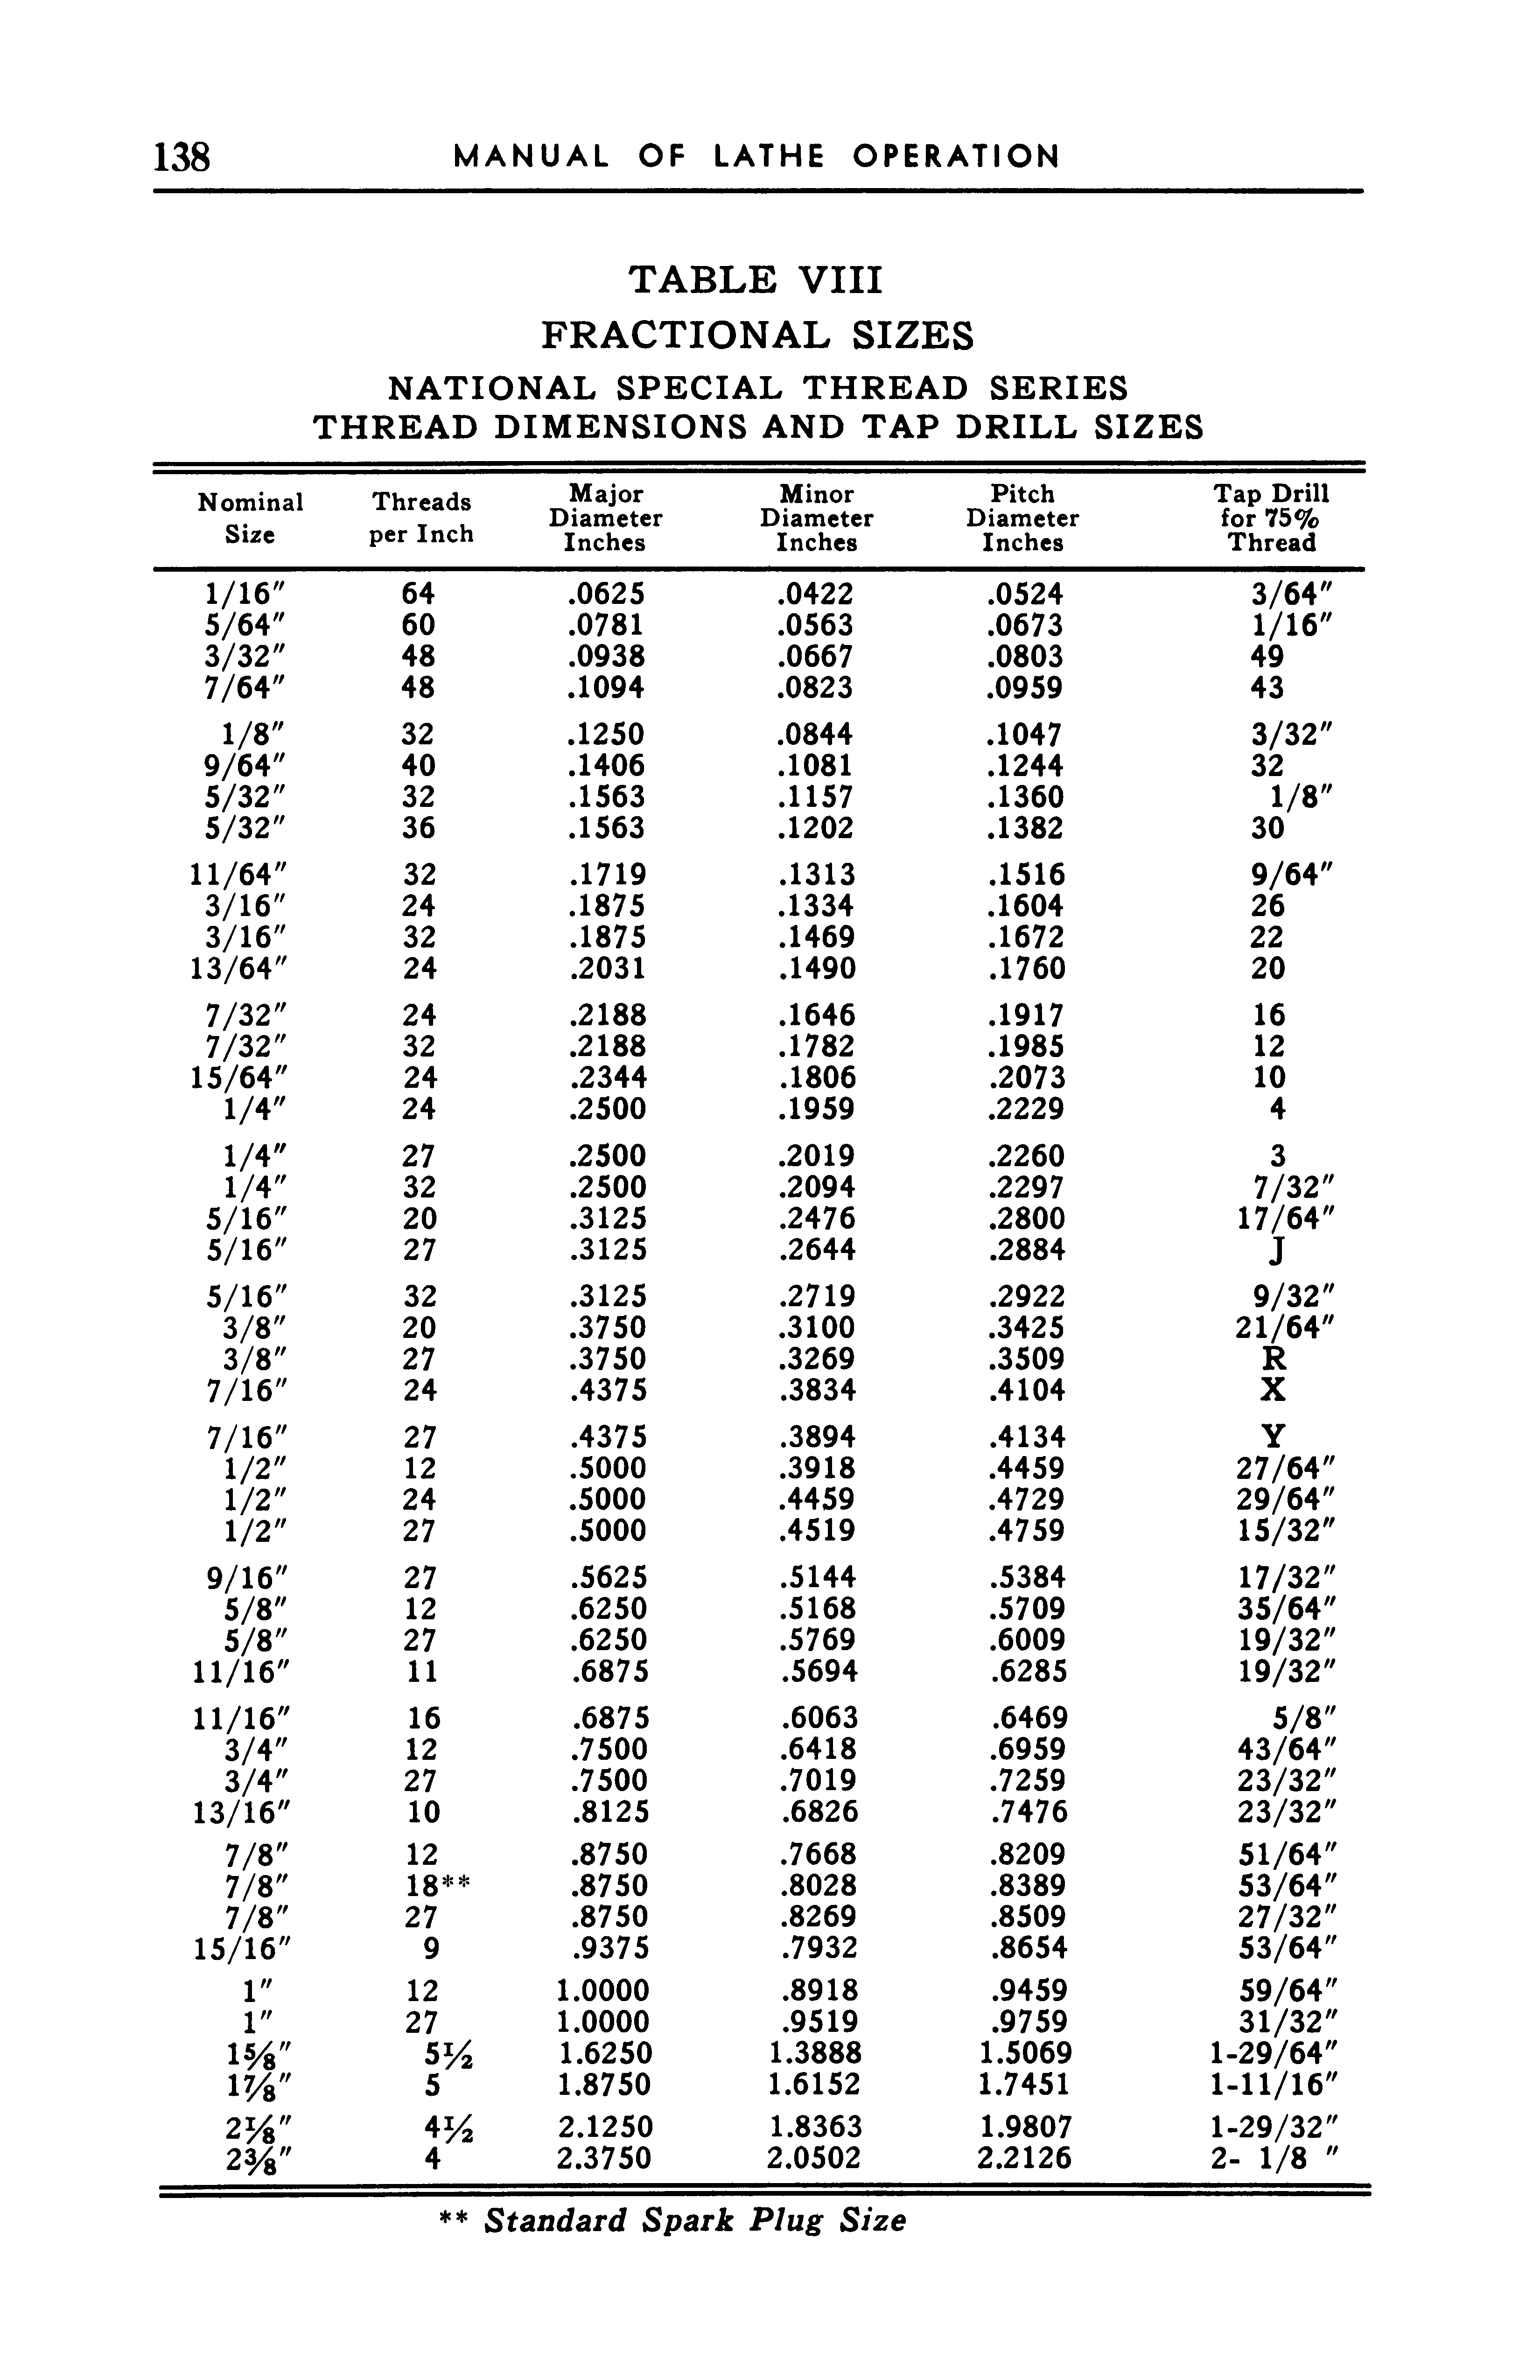 138 MANUAL OF LATHE OPERATION
TABLE VIII
FRACTIONAL SIZES
NATIONAL SPECIAL THREAD SERIES
THREAD DIMENSIONS AND TAP DRILL SIZES
Nominal Size Threads per Inch Major Diameter Inches Minor Diameter Inches Pitch Diameter Inches Tap Drill for 75% Thread
1/16″ 64 .0625 .0422 .0524 3/64″
5/64″ 60 .0781 .0563 .0673 1/16″
3/32″ 48 .0938 .0667 .0803 49
7/64″ 48 .1094 .0823 .0959 43
1/8″ 32 .1250 .0844 .1047 3/32″
9/64″ 40 .1406 .1081 .1244 32
5/32″ 32 .1563 .1157 .1360 1/8″
5/32″ 36 .1563 .1202 .1382 30
11/64″ 32 .1719 .1313 .1516 9/64″
3/16″ 24 .1875 .1334 .1604 26
3/16″ 32 .1875 .1469 .1672 22
13/64″ 24 .2031 .1490 .1760 20
7/32″ 24 .2188 .1646 .1917 16
7/32″ 32 .2188 .1782 .1985 12
15/64″ 24 .2344 .1806 .2073 10
1/4″ 24 .2500 .1959 .2229 4
1/4″ 27 .2500 .2019 .2260 3
1/4″ 32 .2500 .2094 .2297 7/32″
5/16″ 20 .3125 .2476 .2800 17/64″
5/16″ 27 .3125 .2644 .2884 J
5/16″ 32 .3125 .2719 .2922 9/32″
3/8″ 20 .3750 .3100 .3425 21/64″
3/8″ 27 .3750 .3269 .3509 R
7/16″ 24 .4375 .3834 .4104 X
7/16″ 27 .4375 .3894 .4134 Y
1/2″ 12 .5000 .3918 .4459 27/64″
1/2″ 24 .5000 .4459 .4729 29/64″
1/2″ 27 .5000 .4519 .4759 15/32″
9/16″ 27 .5625 .5144 .5384 17/32″
5/8″ 12 .6250 .5168 .5709 35/64″
5/8″ 27 .6250 .5769 .6009 19/32″
11/16″ 11 .6875 .5694 .6285 19/32″
11/16″ 16 .6875 .6063 .6469 5/8″
3/4″ 12 .7500 .6418 .6959 43/64″
3/4″ 27 .7500 .7019 .7259 23/32″
13/16″ 10 .8125 .6826 .7476 23/32″
7/8″ 12 .8750 .7668 .8209 51/64″
7/8″ 18** .8750 .8028 .8389 53/64″
7/8″ 27 .8750 .8269 .8509 27/32″
15/16″ 9 .9375 .7932 .8654 53/64″
1″ 12 1.0000 .8918 .9459 59/64″
1″ 27 1.0000 .9519 .9759 31/32″
1⅝″ 5½ 1.6250 1.3888 1.5069 1-29/64″
1⅞″ 5 1.8750 1.6152 1.7451 1-11/16″
2⅛″ 4½ 2.1250 1.8363 1.9807 1-29/32″
2⅜″ 4 2.3750 2.0502 2.2126 2- 1/8 ″
** Standard Spark Plug Size